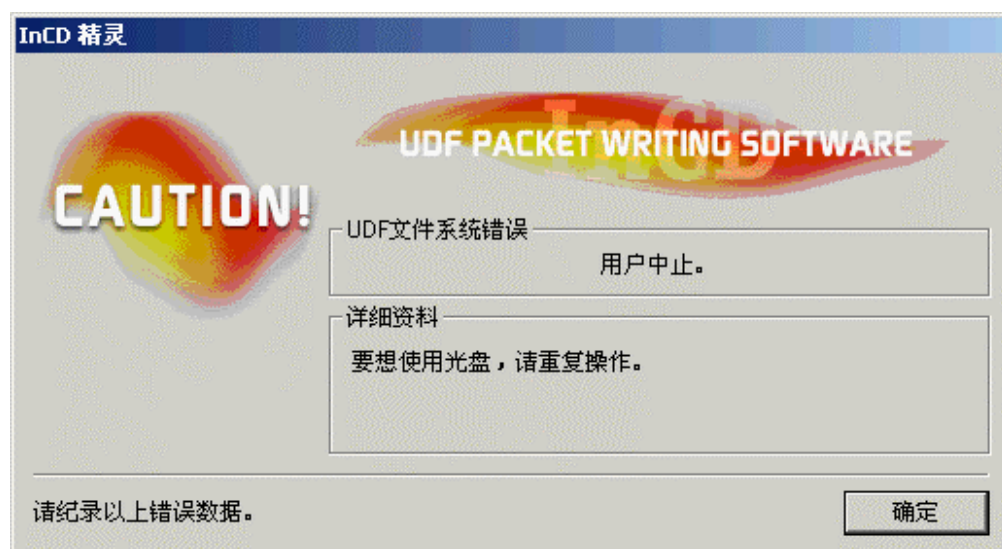 InCD 精灵
InCD
UDF PACKET WRITING SOFTWARE
CAUTION!
UDF文件系统错误
用户中止。
详细资料
要想使用光盘，请重复操作。
请纪录以上错误数据。
确定